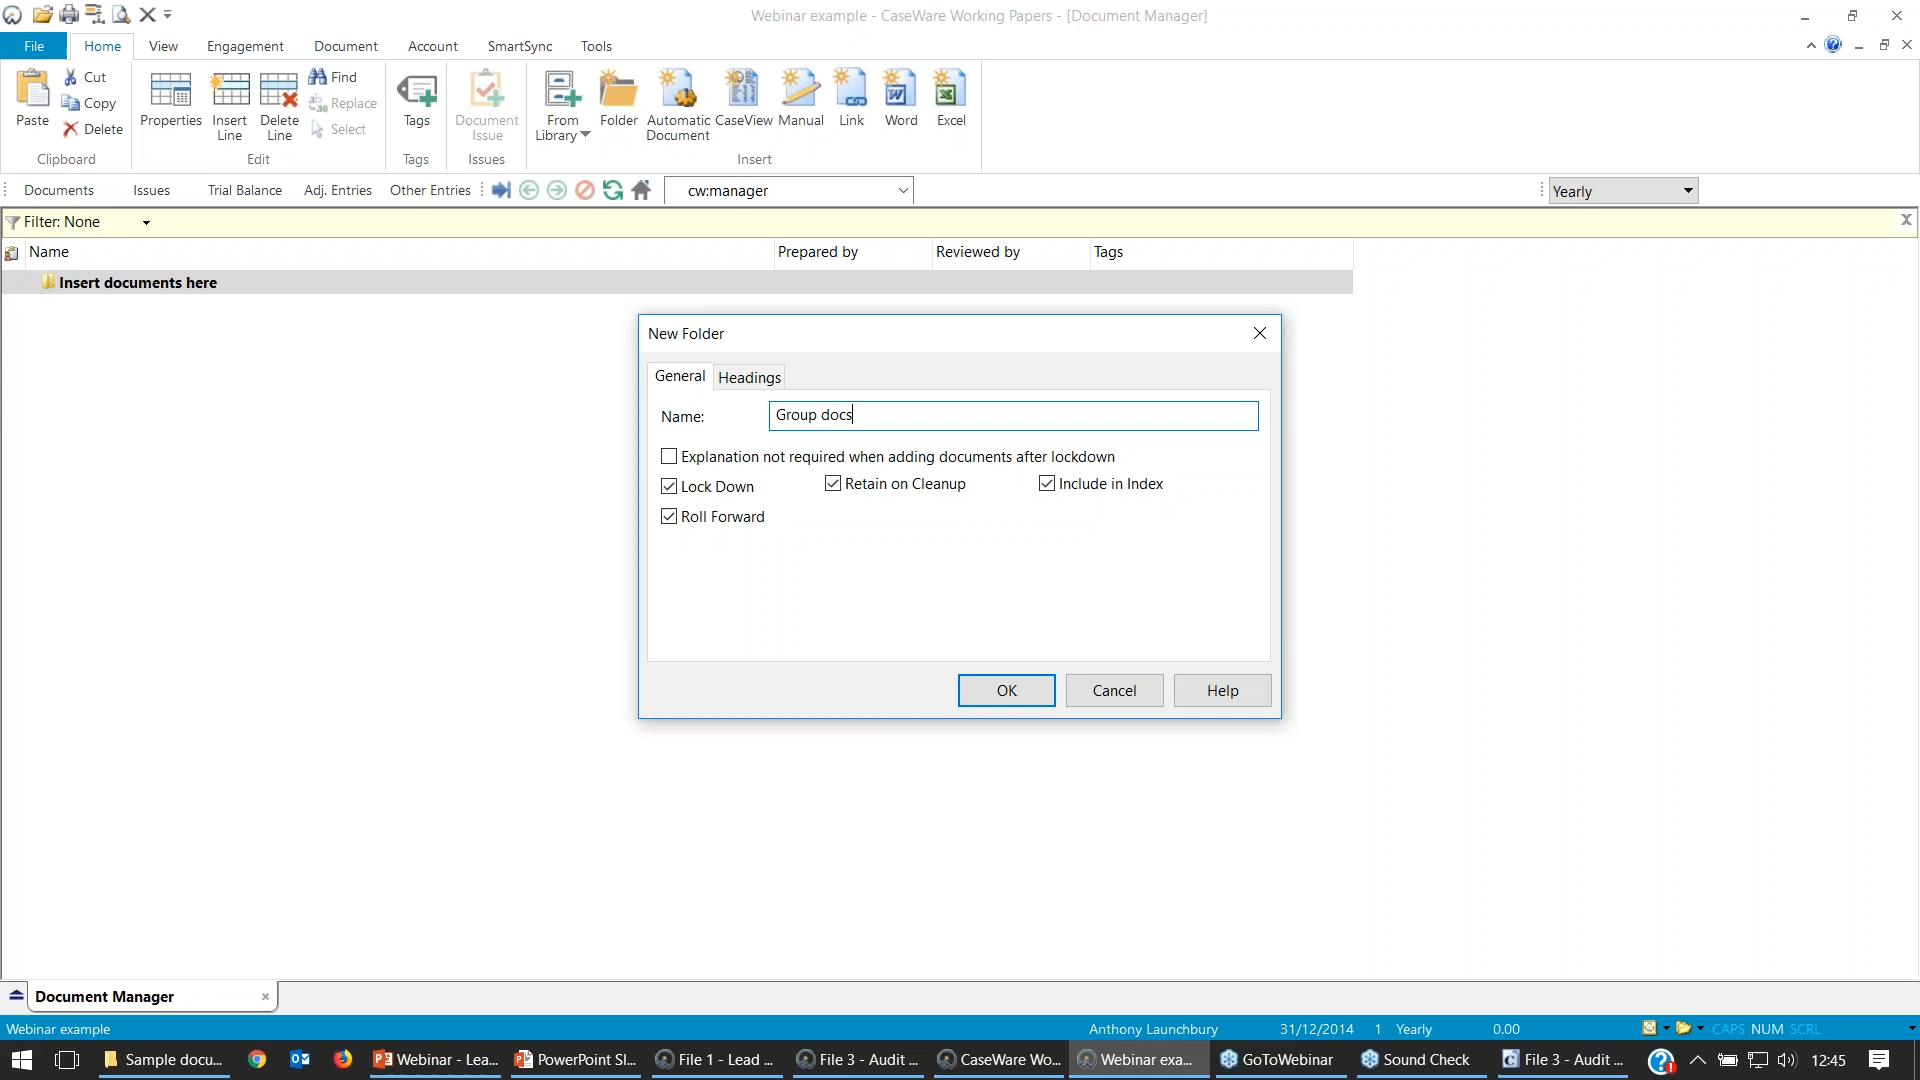 Webinar example - CaseWare Working Papers - [Document Manager]
File Home View Engagement Document Account SmartSync Tools
Paste
Cut
Copy
Delete
Clipboard
Properties
Insert
Line
Delete
Line
Find
Replace
Select
Edit
Tags
Tags
Document
Issue
Issues
From
Library
Folder
Automatic
Document
CaseView
Manual
Link
Word
Excel
Insert
Documents Issues Trial Balance Adj. Entries Other Entries cw:manager Yearly
Filter: None
Name Prepared by Reviewed by Tags
Insert documents here
New Folder
General Headings
Name: Group docs
Explanation not required when adding documents after lockdown
Lock Down Retain on Cleanup Include in Index
Roll Forward
OK Cancel Help
Document Manager
Webinar example Anthony Launchbury 31/12/2014 1 Yearly 0.00 CAPS NUM SCRL
Sample docu... Webinar - Lea... PowerPoint Sl... File 1 - Lead ... File 3 - Audit ... CaseWare Wo... Webinar exa... GoToWebinar Sound Check File 3 - Audit ... 12:45